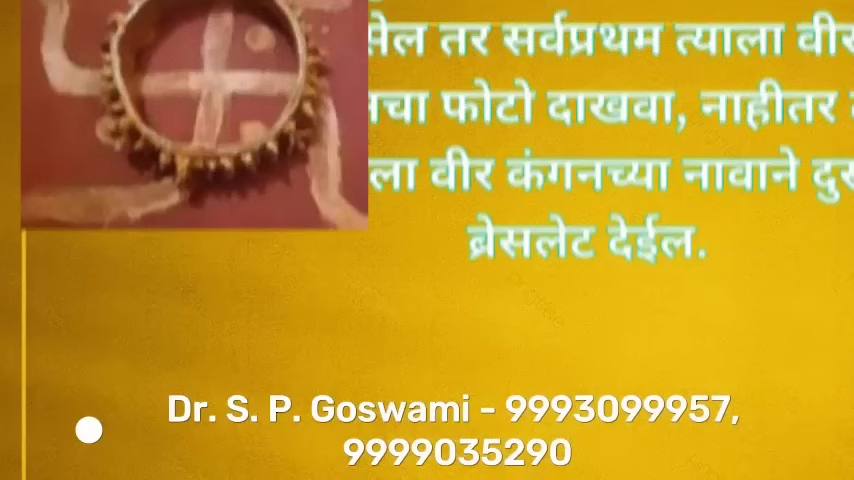 तर सर्वप्रथम त्याला
फोटो दाखवा, नाहीतर
वीर कंगनच्या नावाने
ब्रेसलेट देईल.
Dr. S. P. Goswami - 9993099957,
9999035290